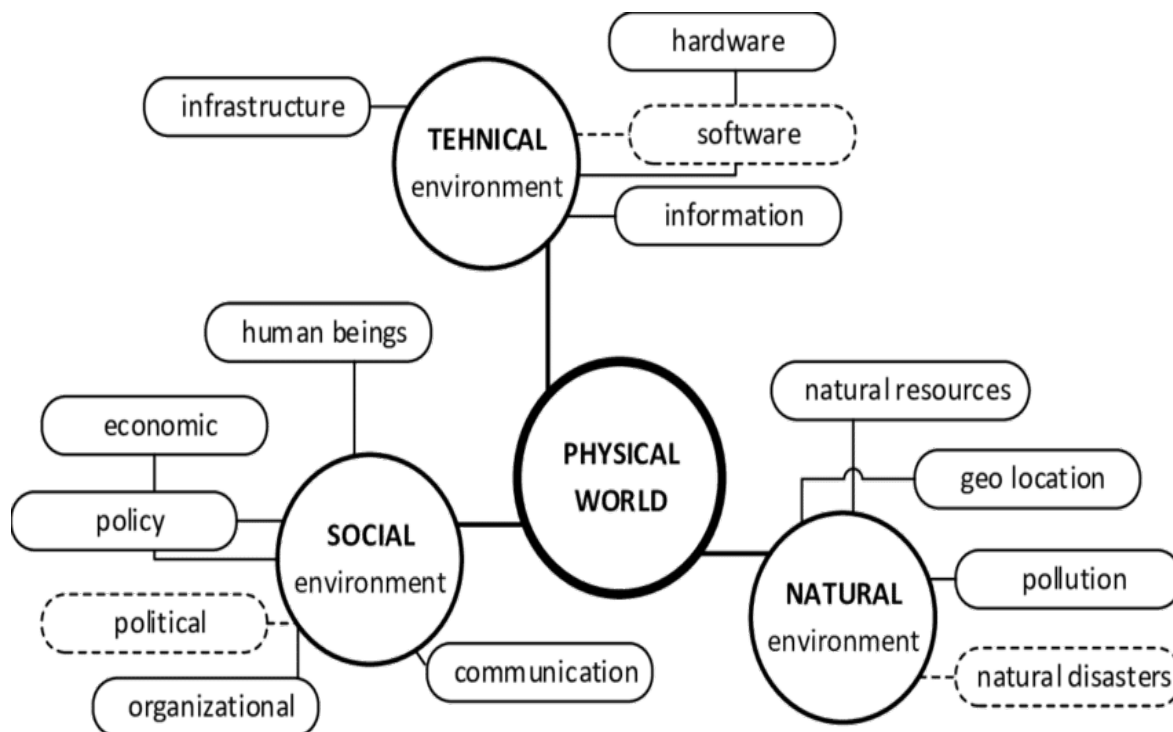 hardware
infrastructure
software
TEHNICAL
environment
information
human beings
natural resources
economic
PHYSICAL
WORLD
geo location
policy
SOCIAL
environment
pollution
NATURAL
environment
political
communication
natural disasters
organizational